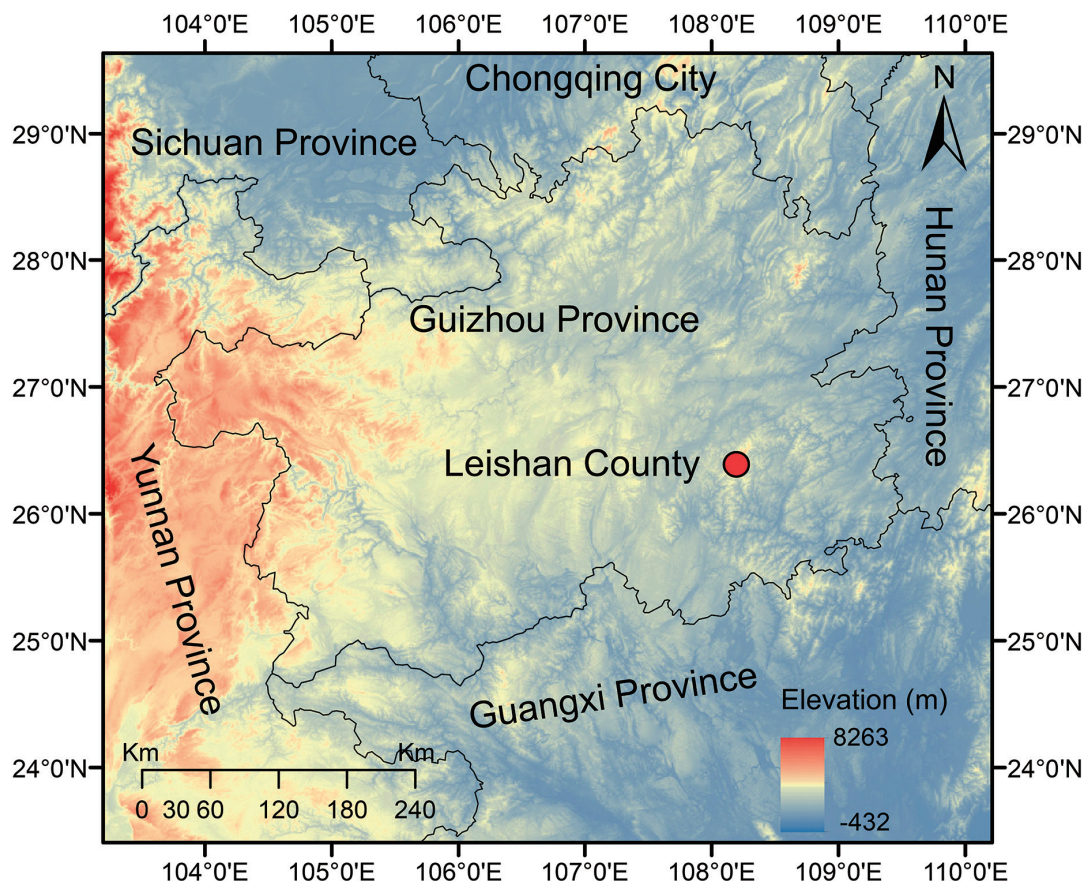 104°0'E 105°0'E 106°0'E 107°0'E 108°0'E 109°0'E 110°0'E
Chongqing City
N
29°0'N 29°0'N
Sichuan Province
Hunan Province
28°0'N 28°0'N
Guizhou Province
27°0'N 27°0'N
Leishan County
Yunnan Province
26°0'N 26°0'N
25°0'N 25°0'N
Guangxi Province
Elevation (m)
8263
-432
Km Km
24°0'N 24°0'N
0 30 60 120 180 240
104°0'E 105°0'E 106°0'E 107°0'E 108°0'E 109°0'E 110°0'E